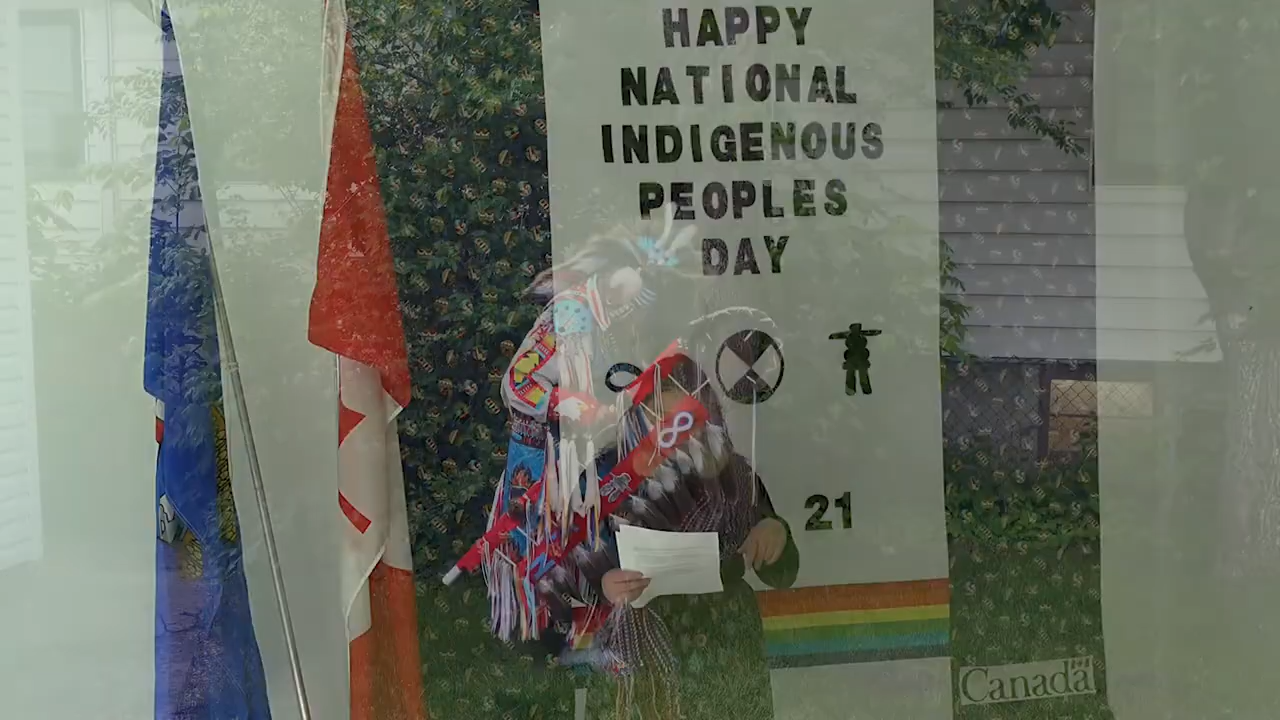 HAPPY
NATIONAL
INDIGENOUS
PEOPLES
DAY
21
Canada